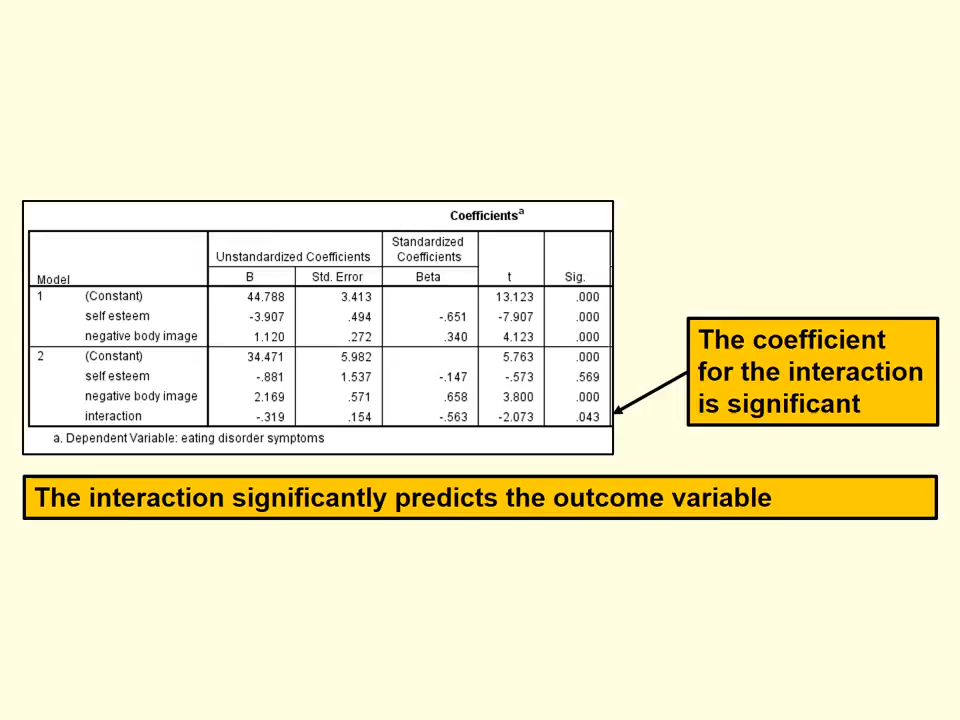 Coefficientsa
Unstandardized Coefficients Standardized Coefficients
Model B Std. Error Beta t Sig.
1 (Constant) 44.788 3.413 13.123 .000
self esteem -3.907 .494 -.651 -7.907 .000
negative body image 1.120 .272 .340 4.123 .000
2 (Constant) 34.471 5.982 5.763 .000
self esteem -.881 1.537 -.147 -.573 .569
negative body image 2.169 .571 .658 3.800 .000
interaction -.319 .154 -.563 -2.073 .043
a. Dependent Variable: eating disorder symptoms
The coefficient
for the interaction
is significant
The interaction significantly predicts the outcome variable